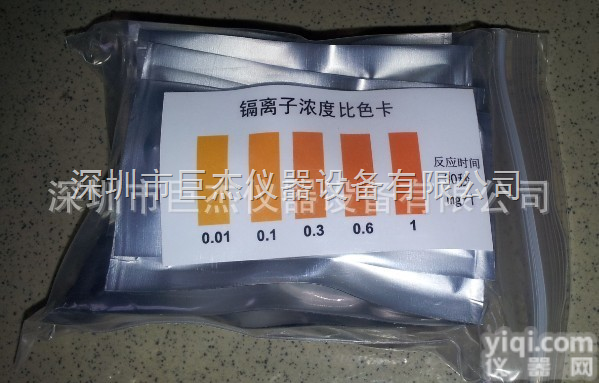 镉离子浓度比色卡
反应时间
深圳市巨杰仪器设备有限公司
深圳市巨杰仪器设备有限公司
mg/L
0.01 0.1 0.3 0.6 1
yiqi.com
仪器网